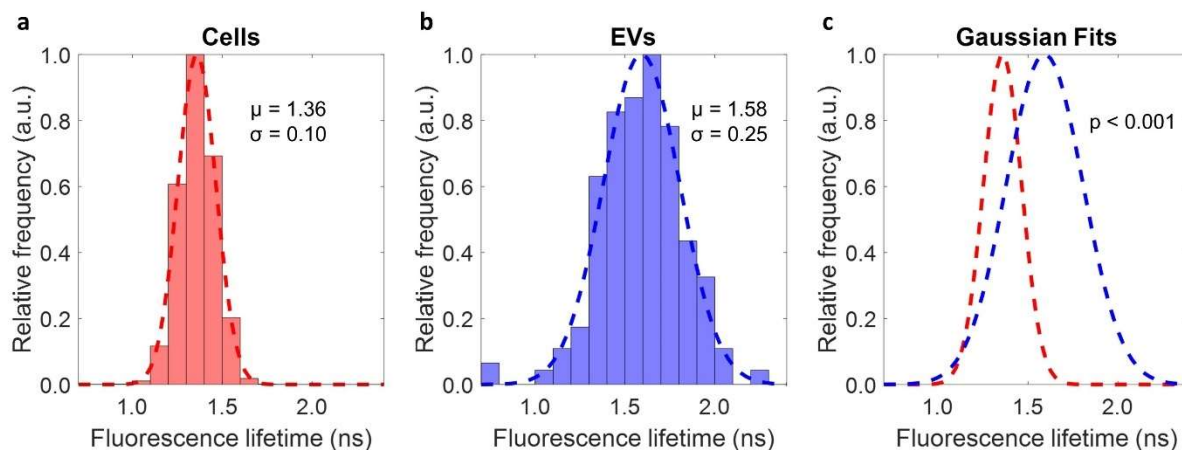 a
Cells
Relative frequency (a.u.)
1.0
0.8
0.6
0.4
0.2
0.0
μ = 1.36
σ = 0.10
1.0 1.5 2.0
Fluorescence lifetime (ns)
b
EVs
Relative frequency (a.u.)
1.0
0.8
0.6
0.4
0.2
0.0
μ = 1.58
σ = 0.25
1.0 1.5 2.0
Fluorescence lifetime (ns)
c
Gaussian Fits
Relative frequency (a.u.)
1.0
0.8
0.6
0.4
0.2
0.0
p < 0.001
1.0 1.5 2.0
Fluorescence lifetime (ns)